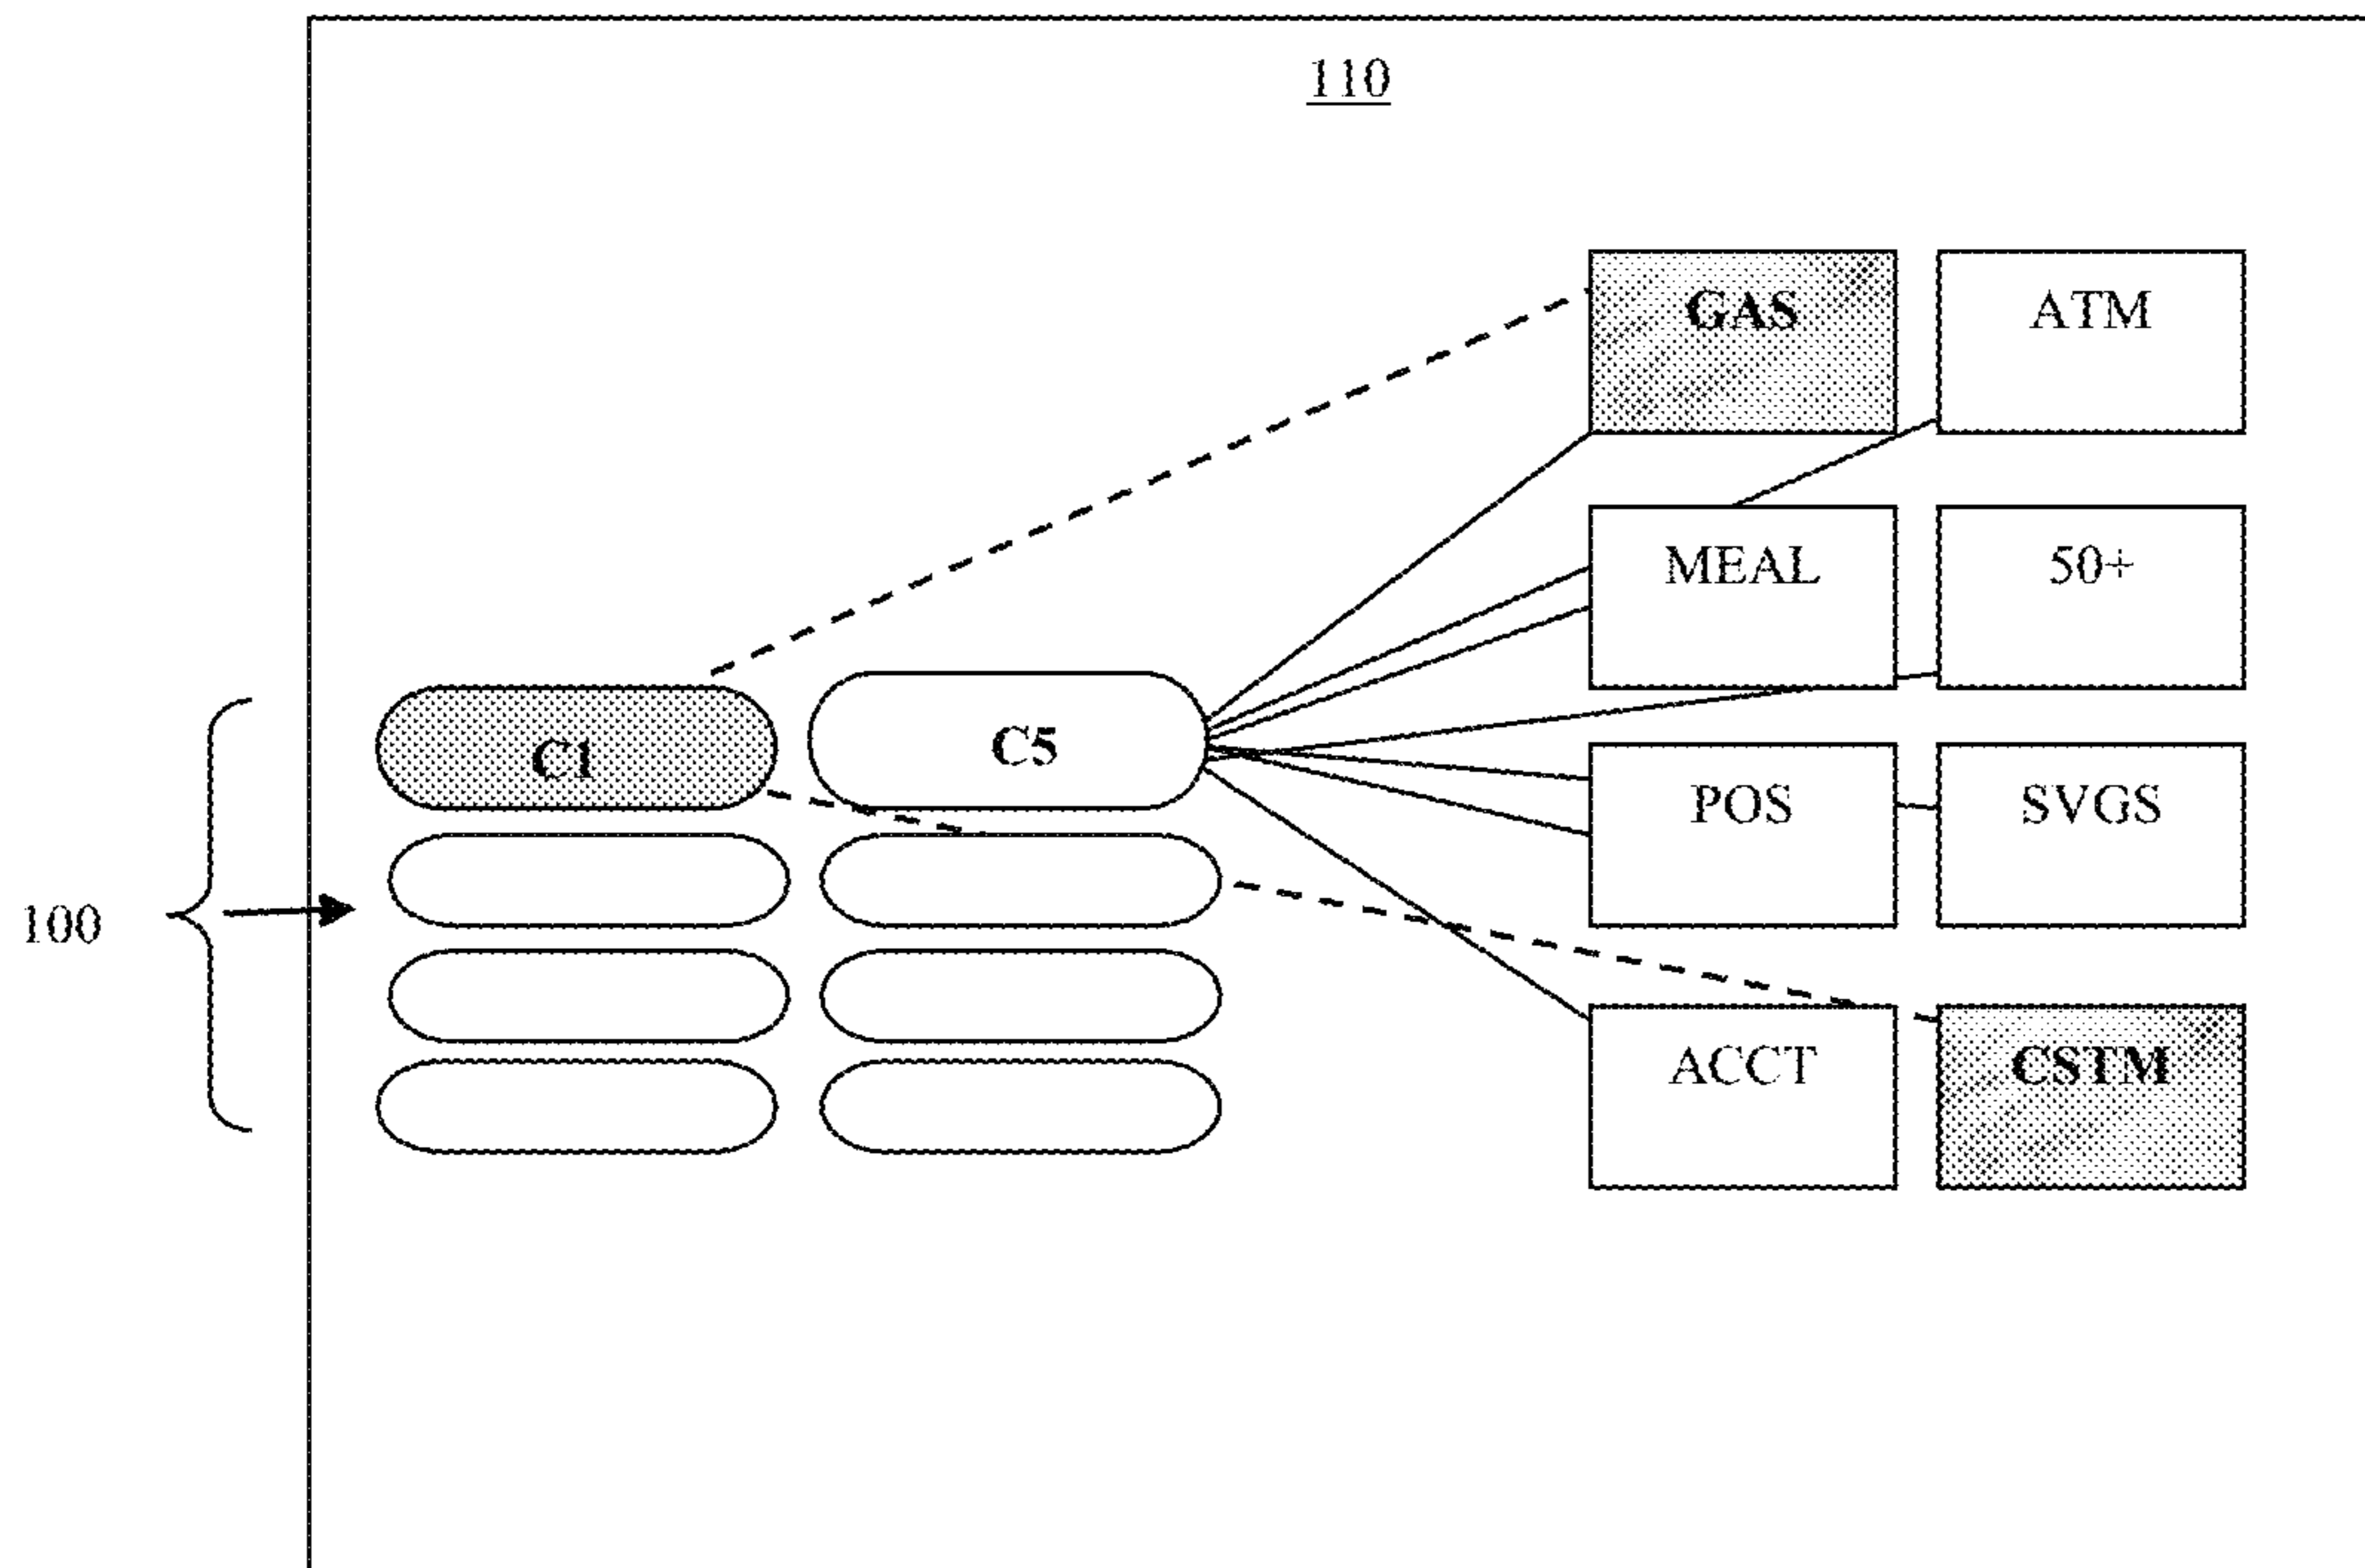 110
GAS ATM
MEAL 50+
C1 C5
POS SVGS
100
ACCT CSTM